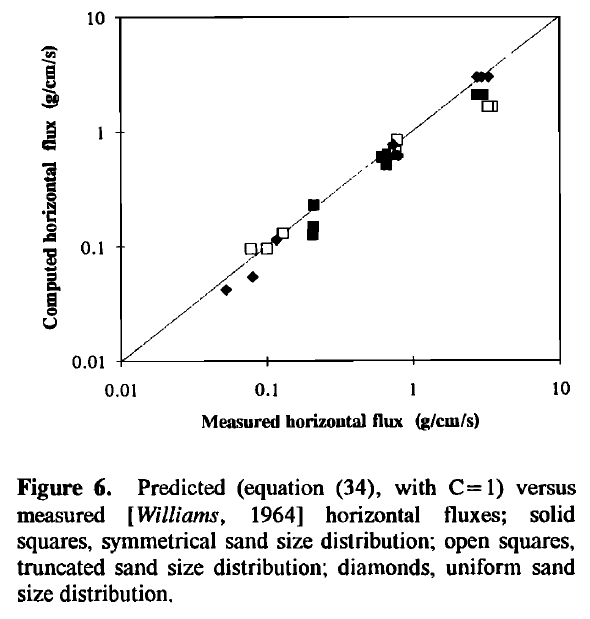 10
1
0.1
0.01
Computed horizontal flux (g/cm/s)
0.01 0.1 1 10
Measured horizontal flux (g/cm/s)
Figure 6. Predicted (equation (34), with C=1) versus
measured [Williams, 1964] horizontal fluxes; solid
squares, symmetrical sand size distribution; open squares,
truncated sand size distribution; diamonds, uniform sand
size distribution.